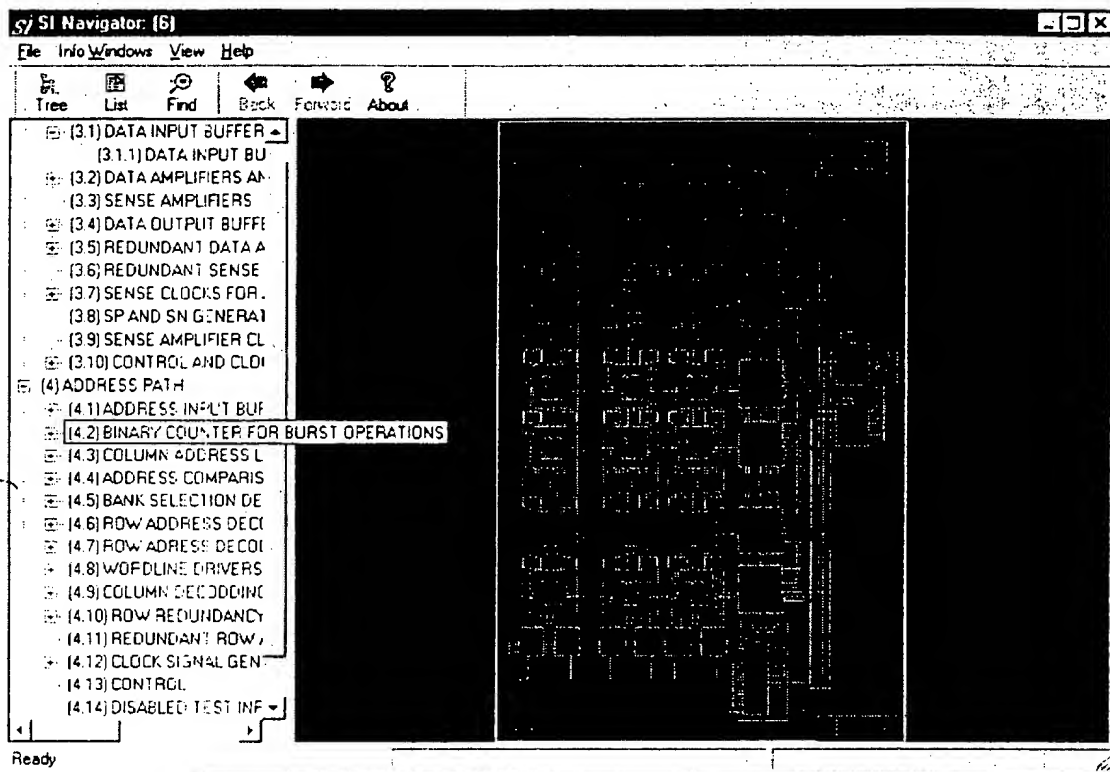 SI Navigator: (6)
File Info Windows View Help
Tree List Find Back Forward About
(3.1) DATA INPUT BUFFER
(3.1.1) DATA INPUT BU
(3.2) DATA AMPLIFIERS AN
(3.3) SENSE AMPLIFIERS
(3.4) DATA OUTPUT BUFFE
(3.5) REDUNDANT DATA A
(3.6) REDUNDANT SENSE
(3.7) SENSE CLOCKS FOR
(3.8) SP AND SN GENERAT
(3.9) SENSE AMPLIFIER CL
(3.10) CONTROL AND CLO
(4) ADDRESS PATH
(4.1) ADDRESS INPUT BUF
(4.2) BINARY COUNTER FOR BURST OPERATIONS
(4.3) COLUMN ADDRESS L
(4.4) ADDRESS COMPARIS
(4.5) BANK SELECTION DE
(4.6) ROW ADDRESS DECO
(4.7) ROW ADRESS DECO
(4.8) WORDLINE DRIVERS
(4.9) COLUMN DECODDING
(4.10) ROW REDUNDANCY
(4.11) REDUNDANT ROW
(4.12) CLOCK SIGNAL GEN
(4.13) CONTROL
(4.14) DISABLED TEST INF
Ready